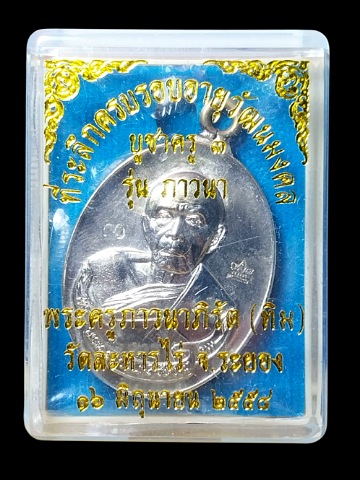 ที่ระลึกครบรอบอายุวัฒนมงคล
บูชาครู ๓
รุ่น ภาวนา
พระครูภาวนาภิรัต (ทิม)
วัดละหารไร่ จ.ระยอง
๑๖ มิถุนายน ๒๕๕๘